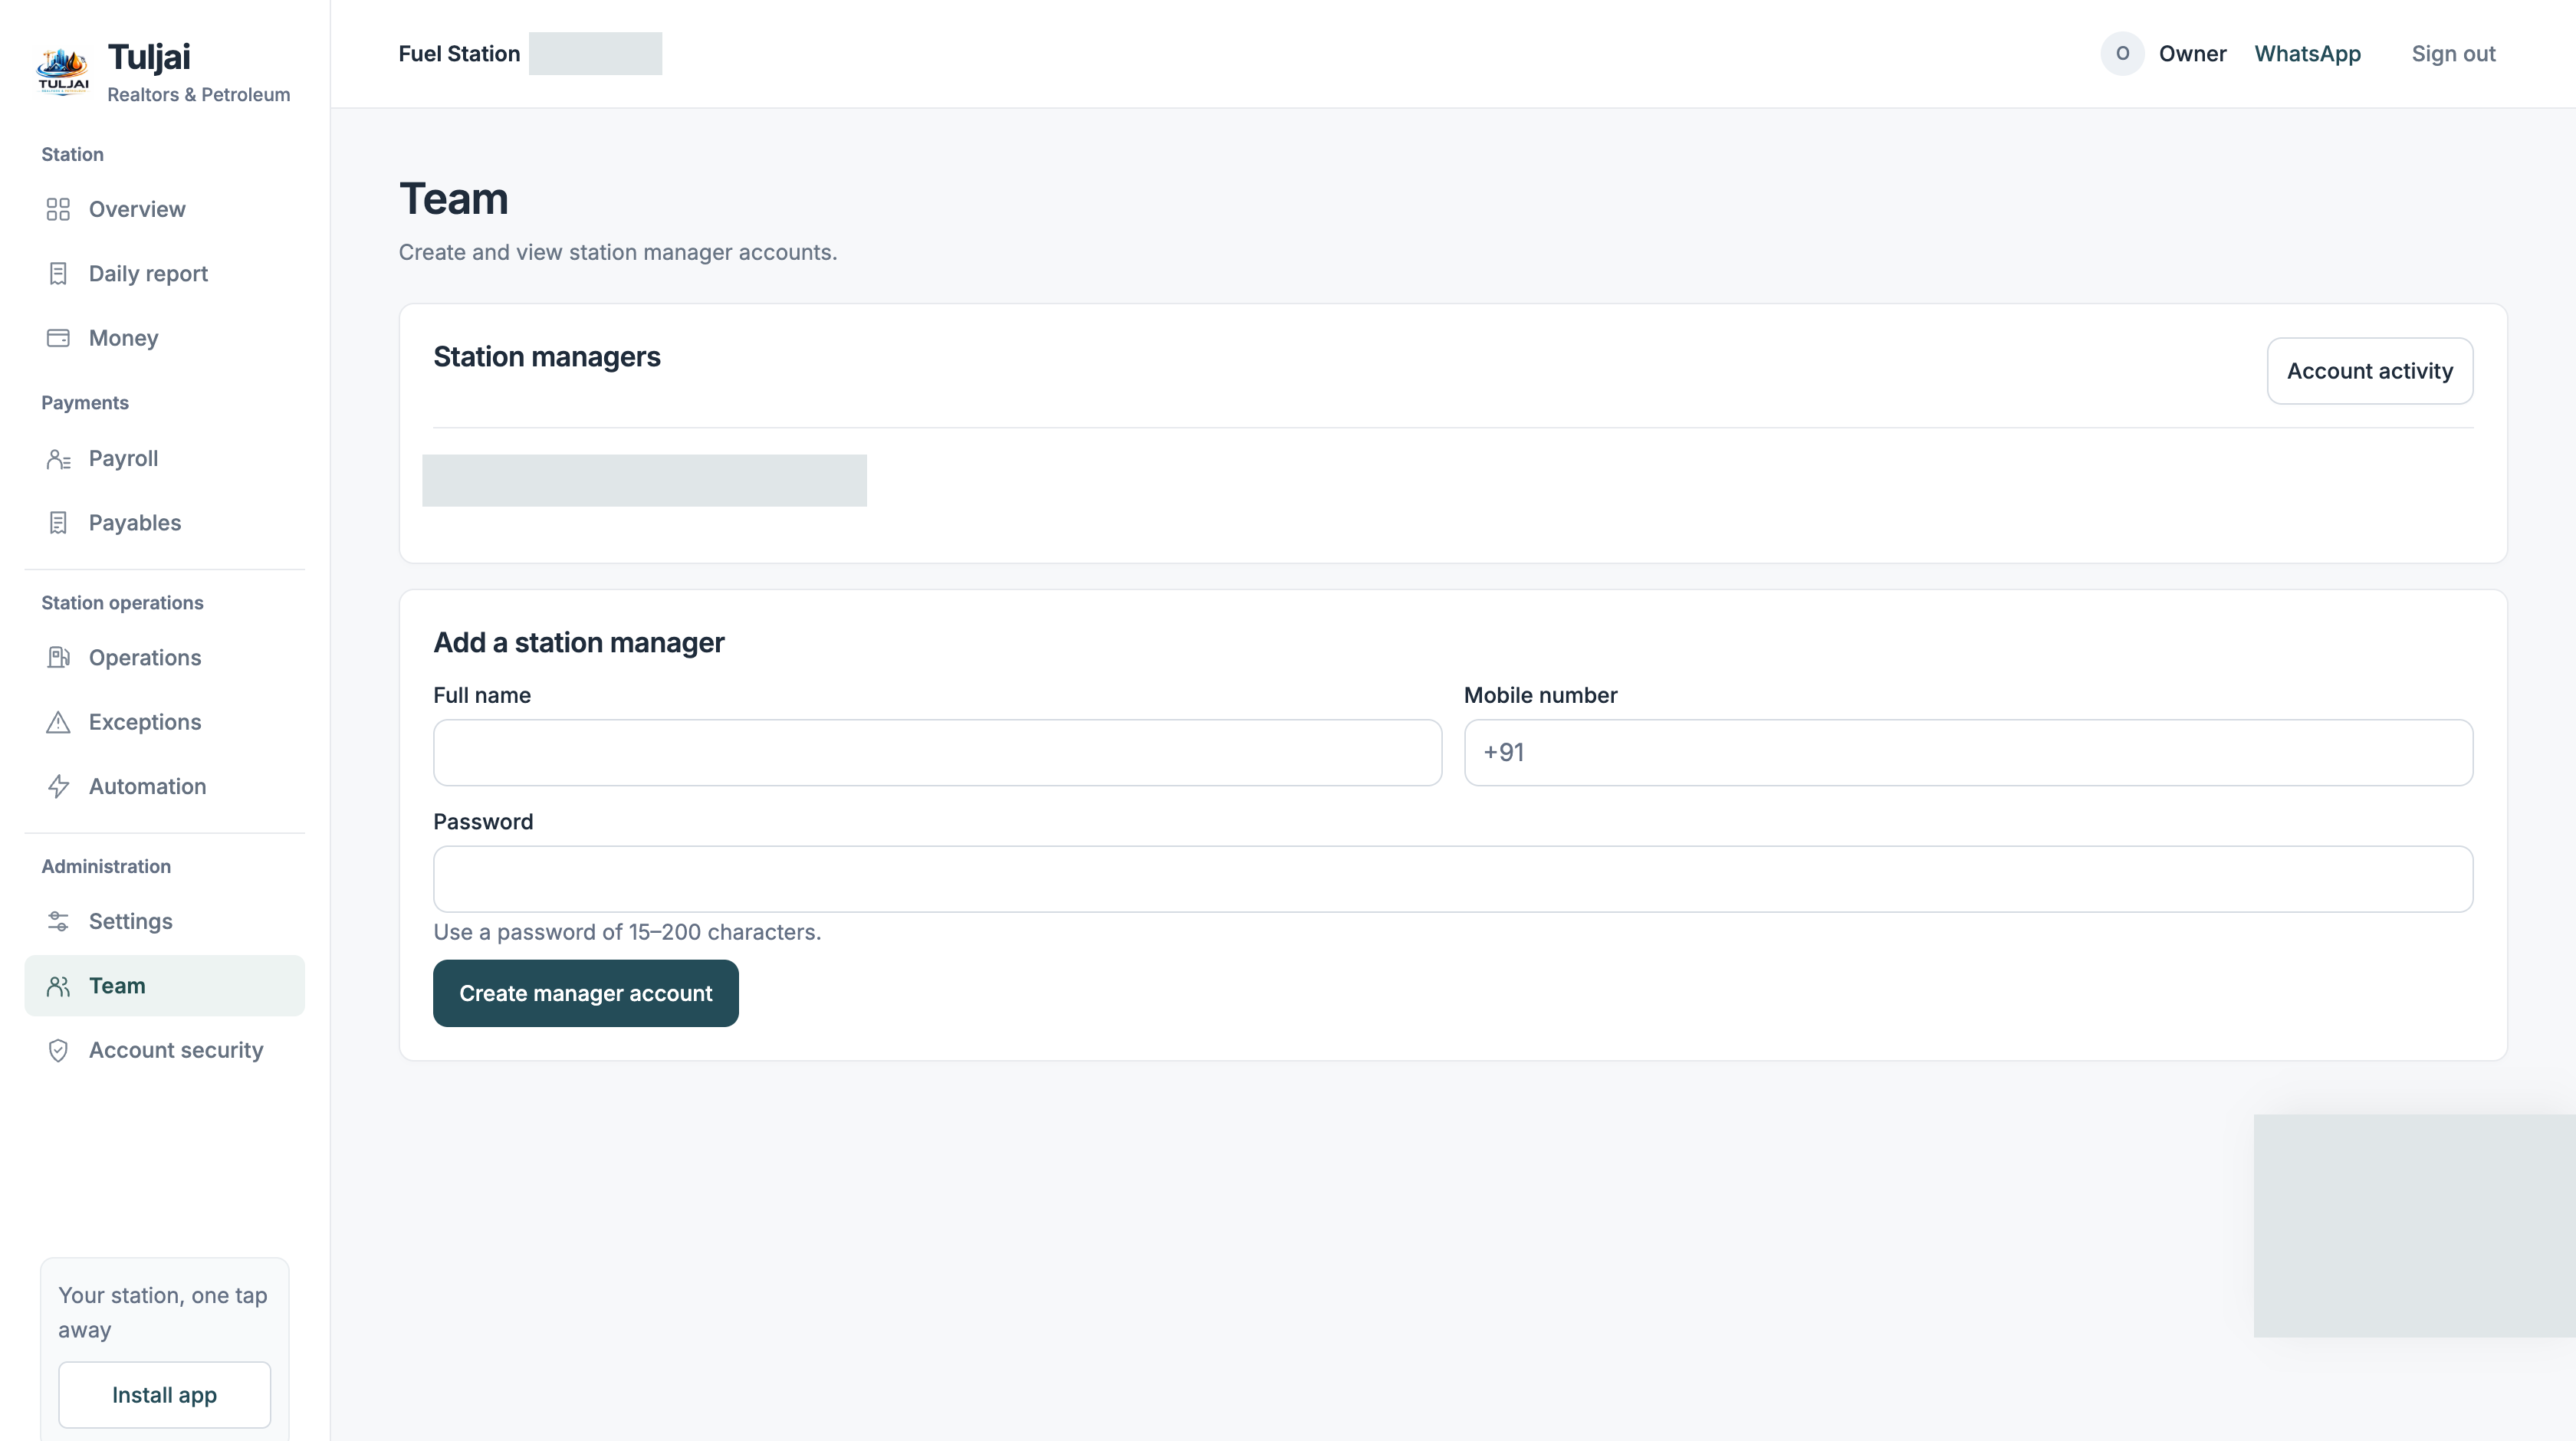 TULJAI
Tuljai
Realtors & Petroleum
Station
Overview
Daily report
Money
Payments
Payroll
Payables
Station operations
Operations
Exceptions
Automation
Administration
Settings
Team
Account security
Your station, one tap
away
Install app
Fuel Station
O
Owner
WhatsApp
Sign out
Team
Create and view station manager accounts.
Station managers
Account activity
Add a station manager
Full name
Mobile number
+91
Password
Use a password of 15–200 characters.
Create manager account